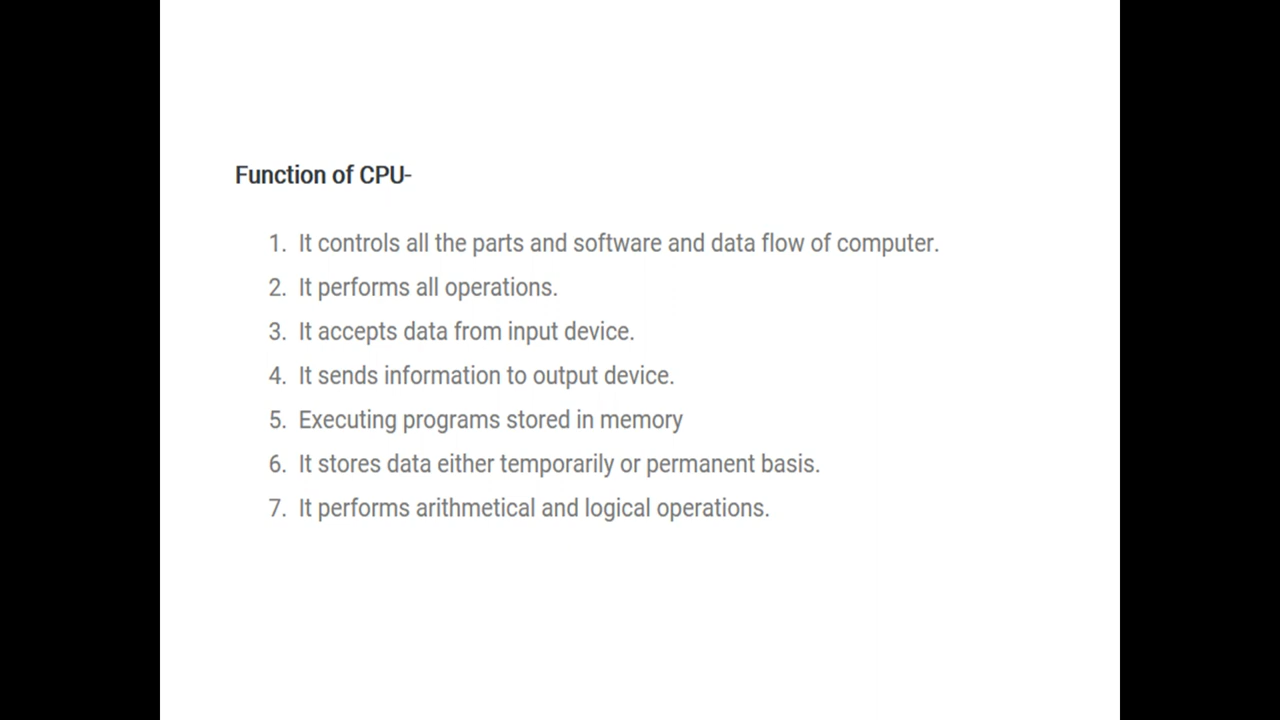 Function of CPU-
1. It controls all the parts and software and data flow of computer.
2. It performs all operations.
3. It accepts data from input device.
4. It sends information to output device.
5. Executing programs stored in memory
6. It stores data either temporarily or permanent basis.
7. It performs arithmetical and logical operations.